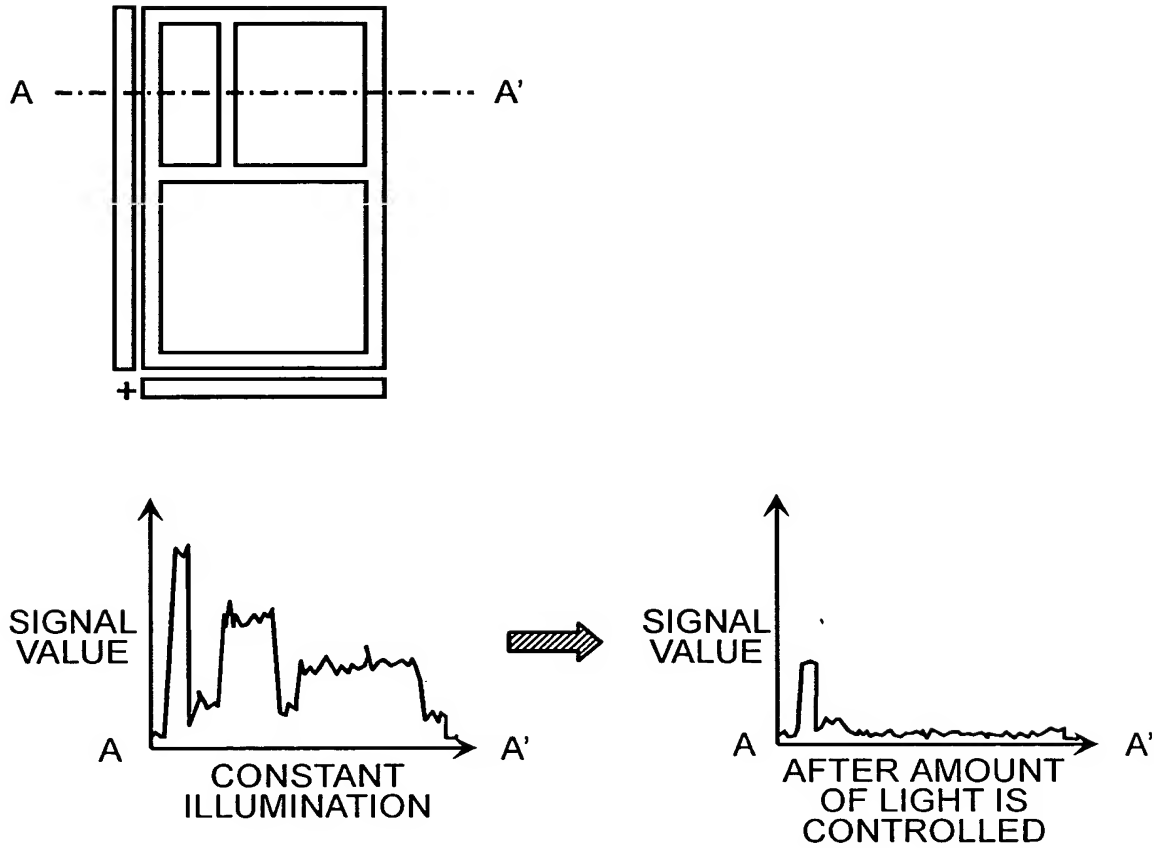 A A'
+
SIGNAL
VALUE
A A'
CONSTANT
ILLUMINATION
SIGNAL
VALUE
A A'
AFTER AMOUNT
OF LIGHT IS
CONTROLLED